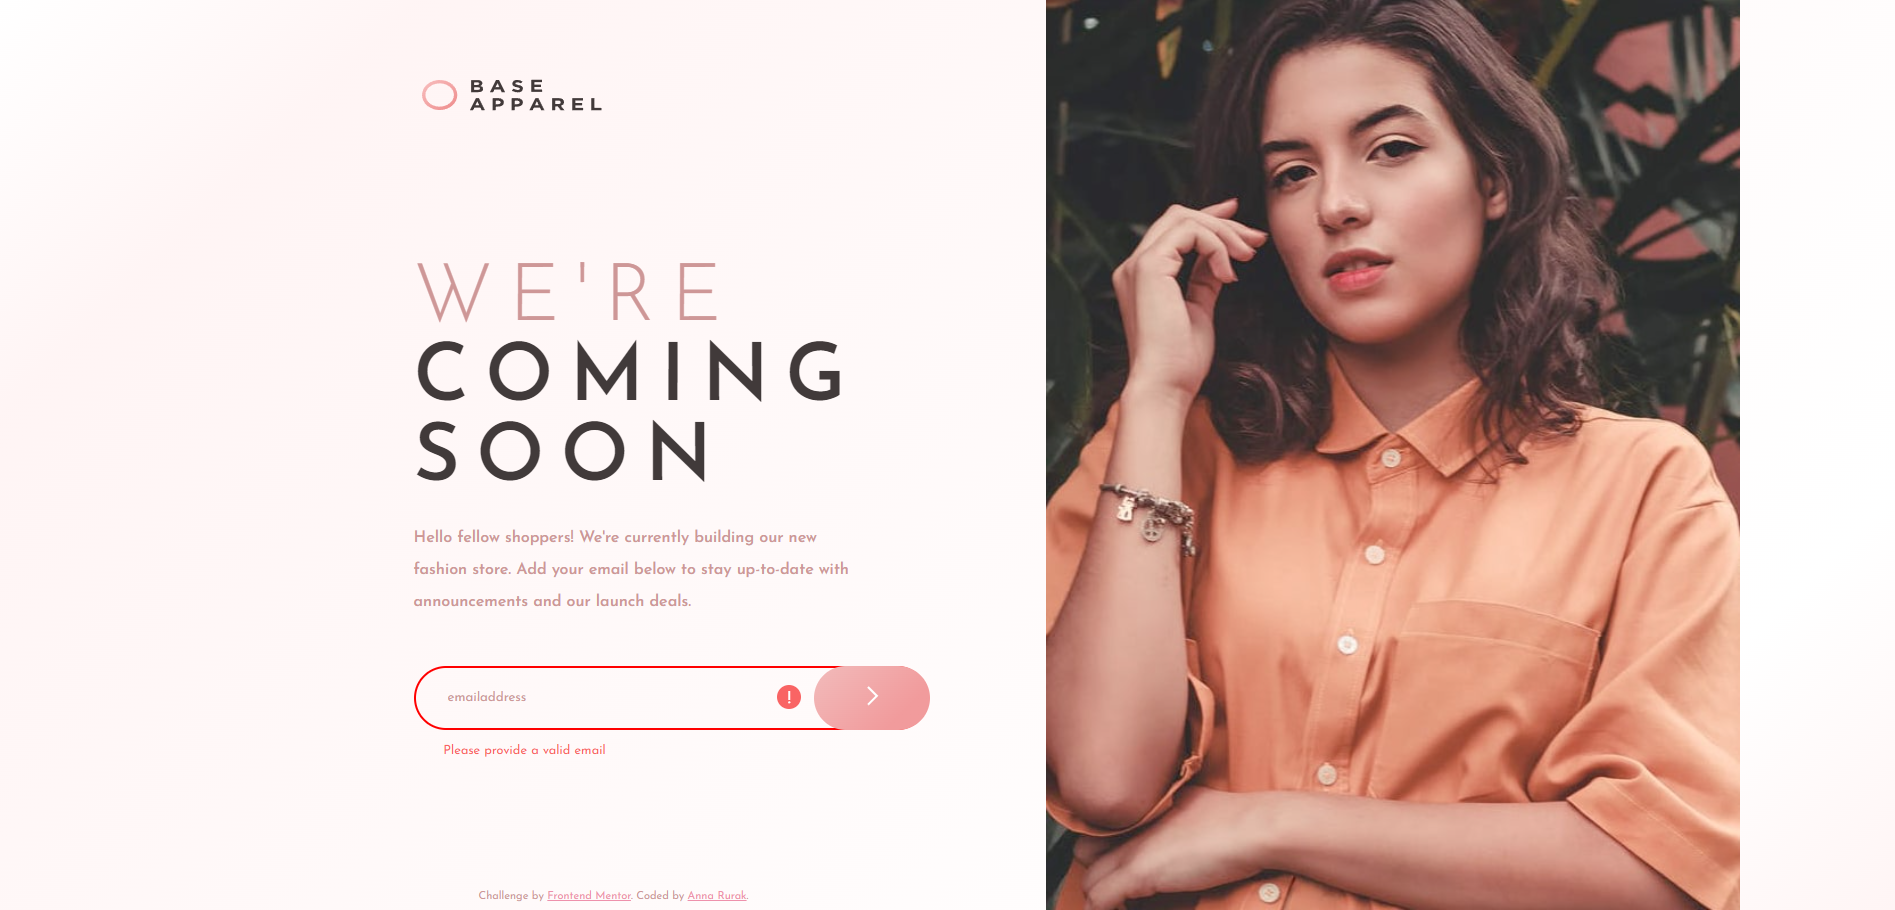 BASE
APPAREL
WE'RE
COMING
SOON
Hello fellow shoppers! We're currently building our new
fashion store. Add your email below to stay up-to-date with
announcements and our launch deals.
emailaddress
!
Please provide a valid email
Challenge by Frontend Mentor. Coded by Anna Rurok.